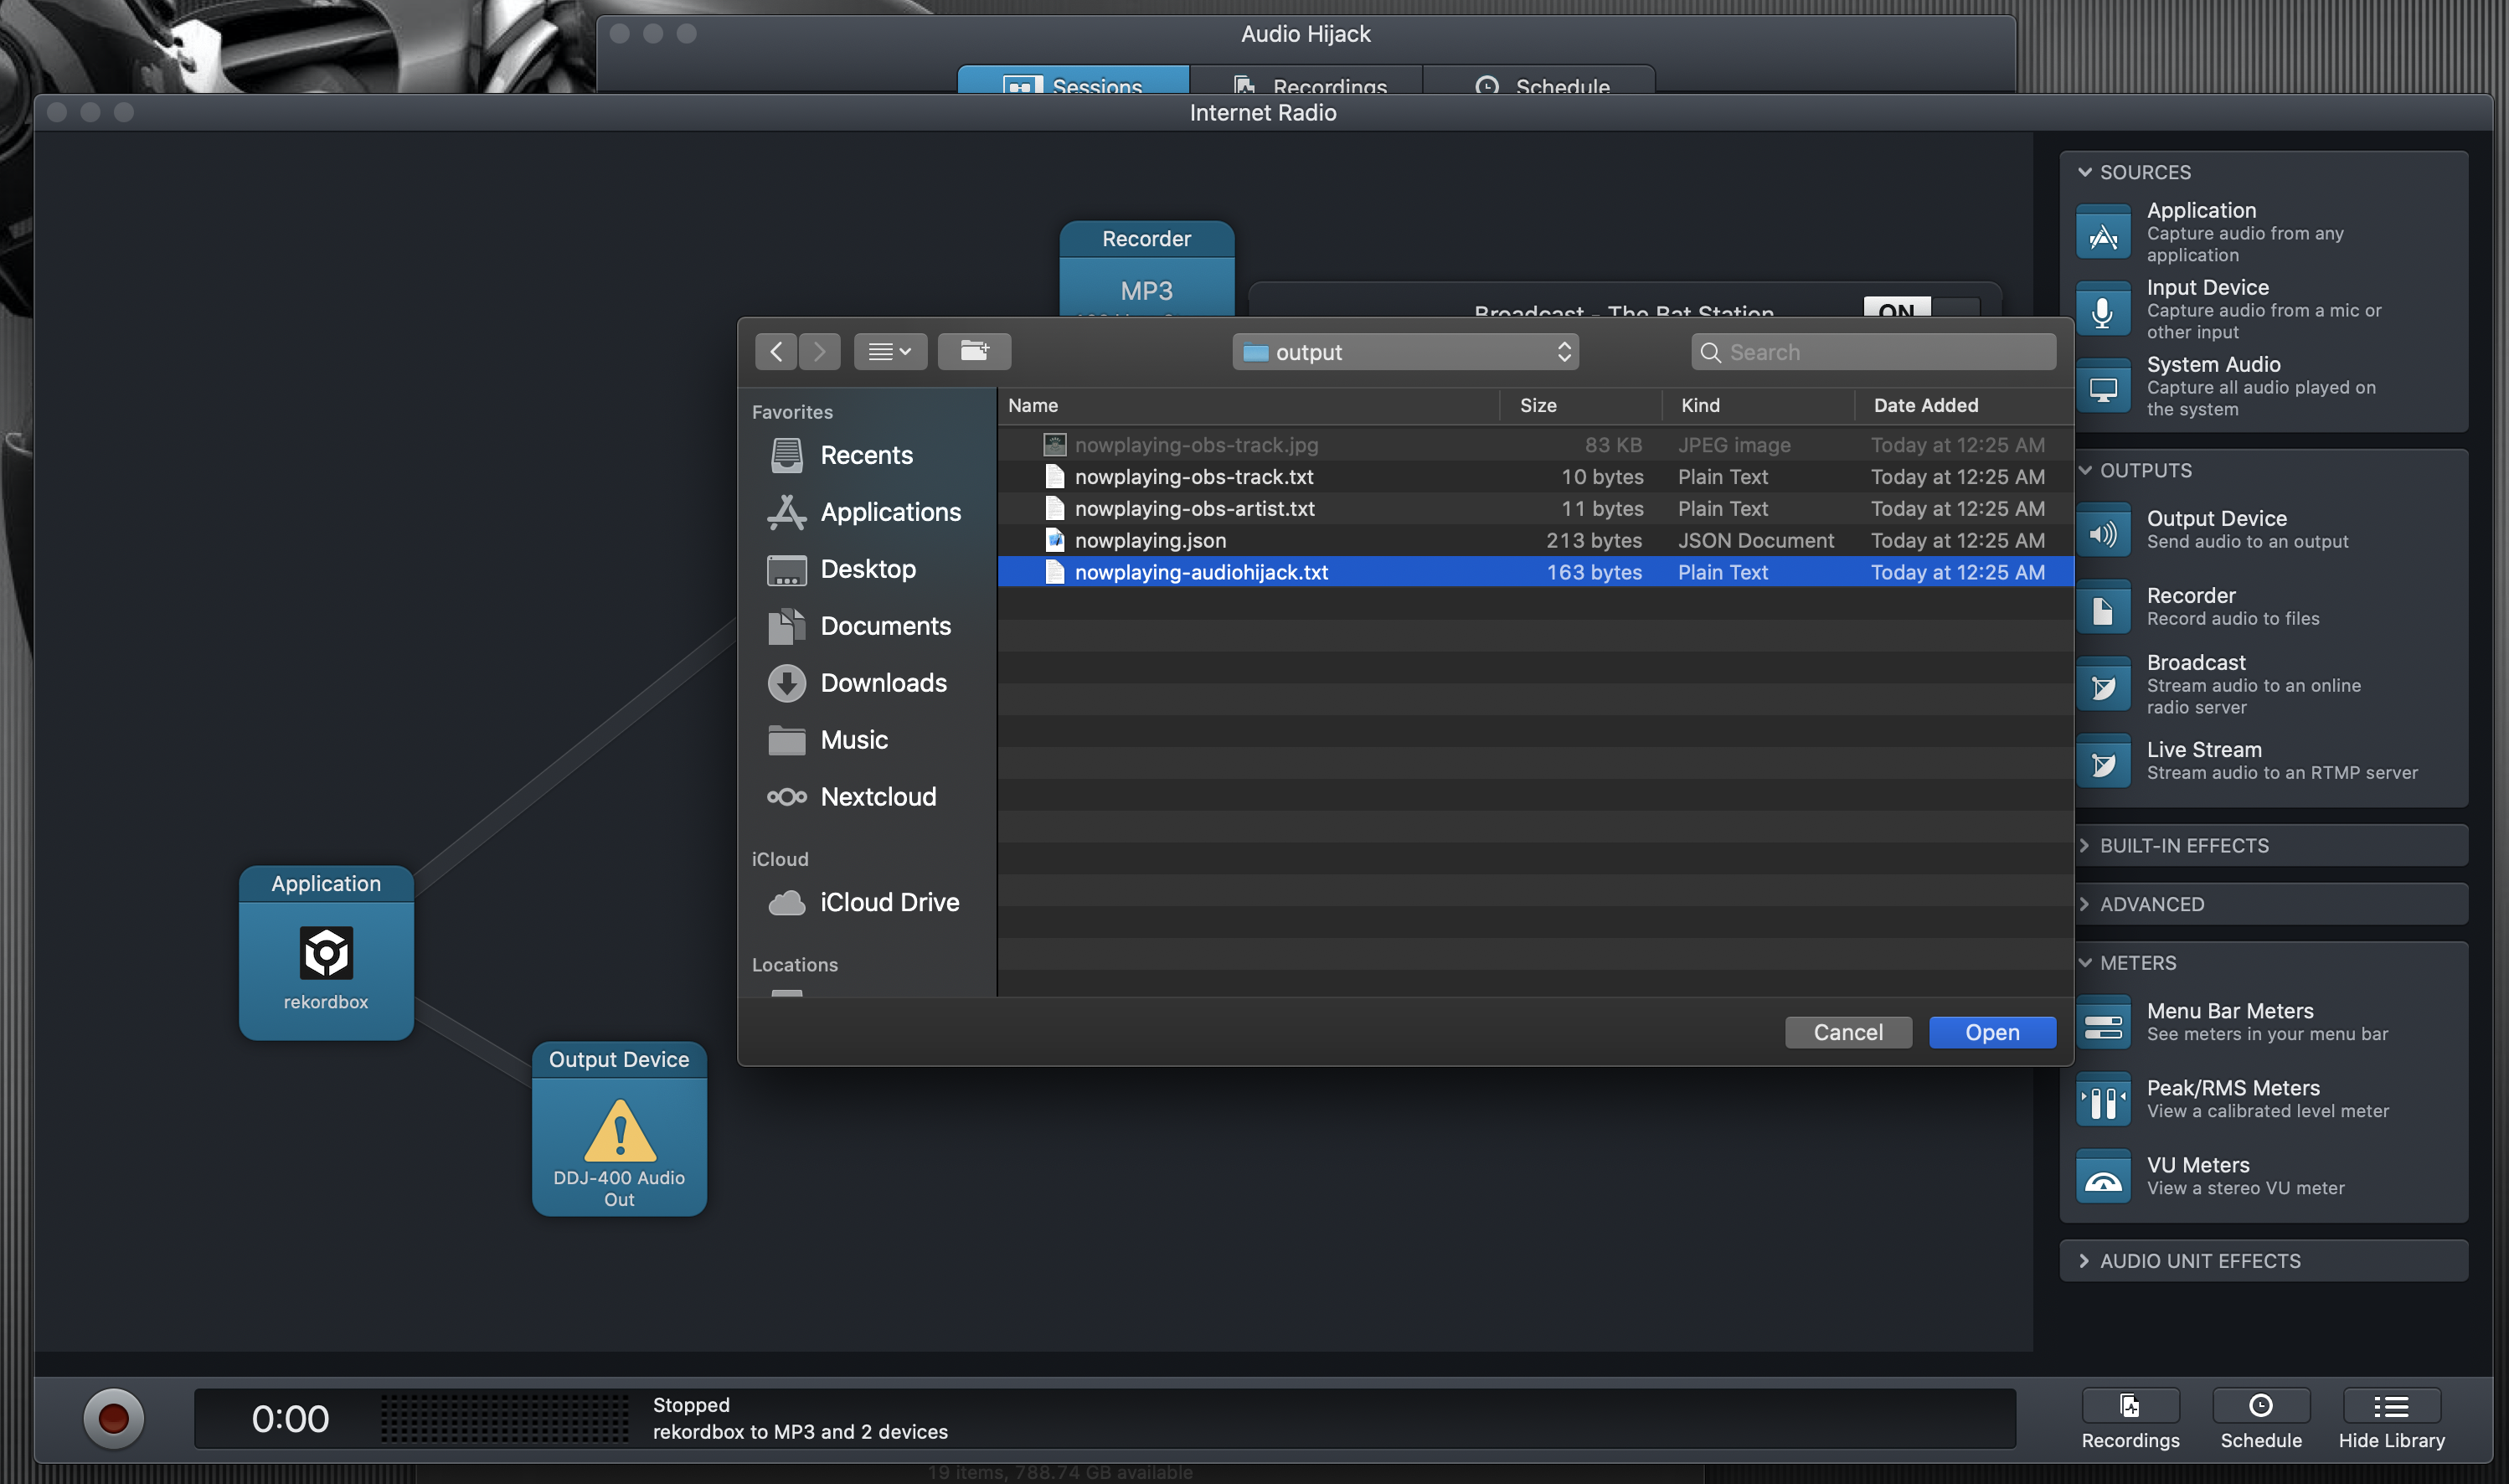 Audio Hijack
Sessions
Recordings
Schedule
Internet Radio
Recorder
MP3
Broadcast - The Bat Station
ON
output
Search
Favorites
Recents
Applications
Desktop
Documents
Downloads
Music
Nextcloud
iCloud
iCloud Drive
Locations
Name Size Kind Date Added
nowplaying-obs-track.jpg 83 KB JPEG image Today at 12:25 AM
nowplaying-obs-track.txt 10 bytes Plain Text Today at 12:25 AM
nowplaying-obs-artist.txt 11 bytes Plain Text Today at 12:25 AM
nowplaying.json 213 bytes JSON Document Today at 12:25 AM
nowplaying-audiohijack.txt 163 bytes Plain Text Today at 12:25 AM
Cancel
Open
Application
rekordbox
Output Device
DDJ-400 Audio
Out
SOURCES
Application
Capture audio from any
application
Input Device
Capture audio from a mic or
other input
System Audio
Capture all audio played on
the system
OUTPUTS
Output Device
Send audio to an output
Recorder
Record audio to files
Broadcast
Stream audio to an online
radio server
Live Stream
Stream audio to an RTMP server
BUILT-IN EFFECTS
ADVANCED
METERS
Menu Bar Meters
See meters in your menu bar
Peak/RMS Meters
View a calibrated level meter
VU Meters
View a stereo VU meter
AUDIO UNIT EFFECTS
0:00
Stopped
rekordbox to MP3 and 2 devices
Recordings
Schedule
Hide Library
19 items, 788.74 GB available